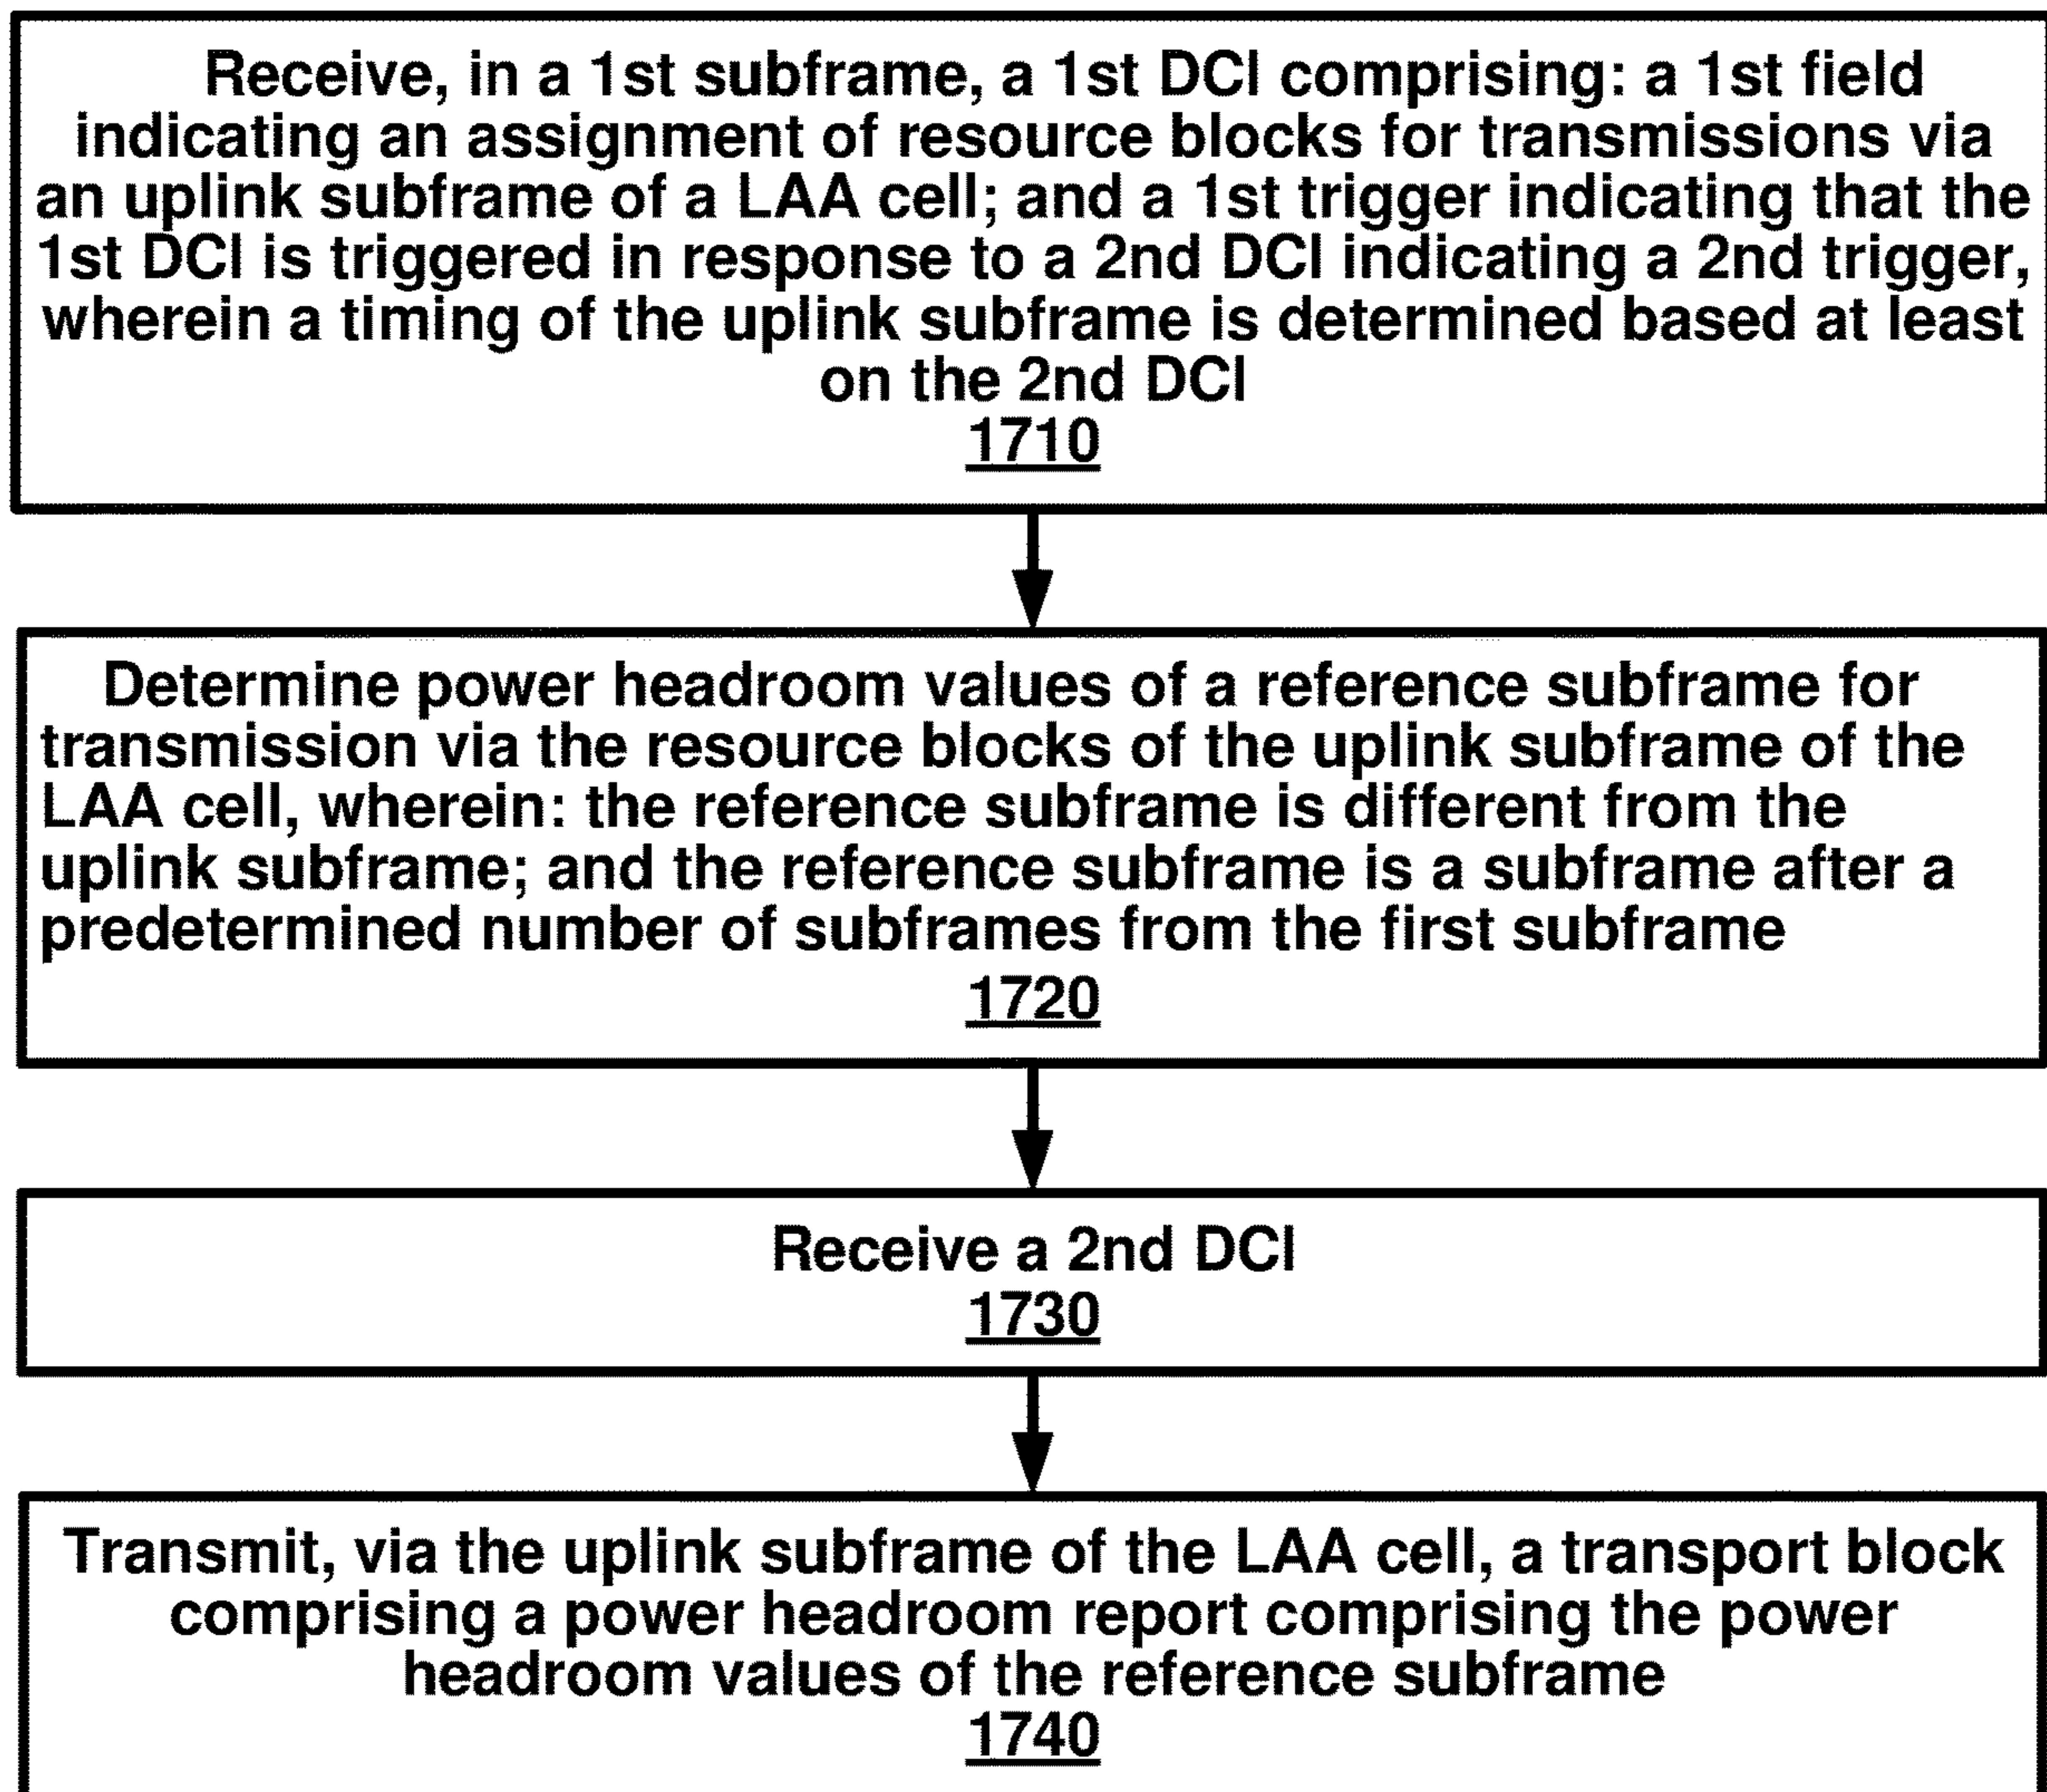 Receive, in a 1st subframe, a 1st DCI comprising: a 1st field
indicating an assignment of resource blocks for transmissions via
an uplink subframe of a LAA cell; and a 1st trigger indicating that the
1st DCI is triggered in response to a 2nd DCI indicating a 2nd trigger,
wherein a timing of the uplink subframe is determined based at least
on the 2nd DCI
1710
Determine power headroom values of a reference subframe for
transmission via the resource blocks of the uplink subframe of the
LAA cell, wherein: the reference subframe is different from the
uplink subframe; and the reference subframe is a subframe after a
predetermined number of subframes from the first subframe
1720
Receive a 2nd DCI
1730
Transmit, via the uplink subframe of the LAA cell, a transport block
comprising a power headroom report comprising the power
headroom values of the reference subframe
1740